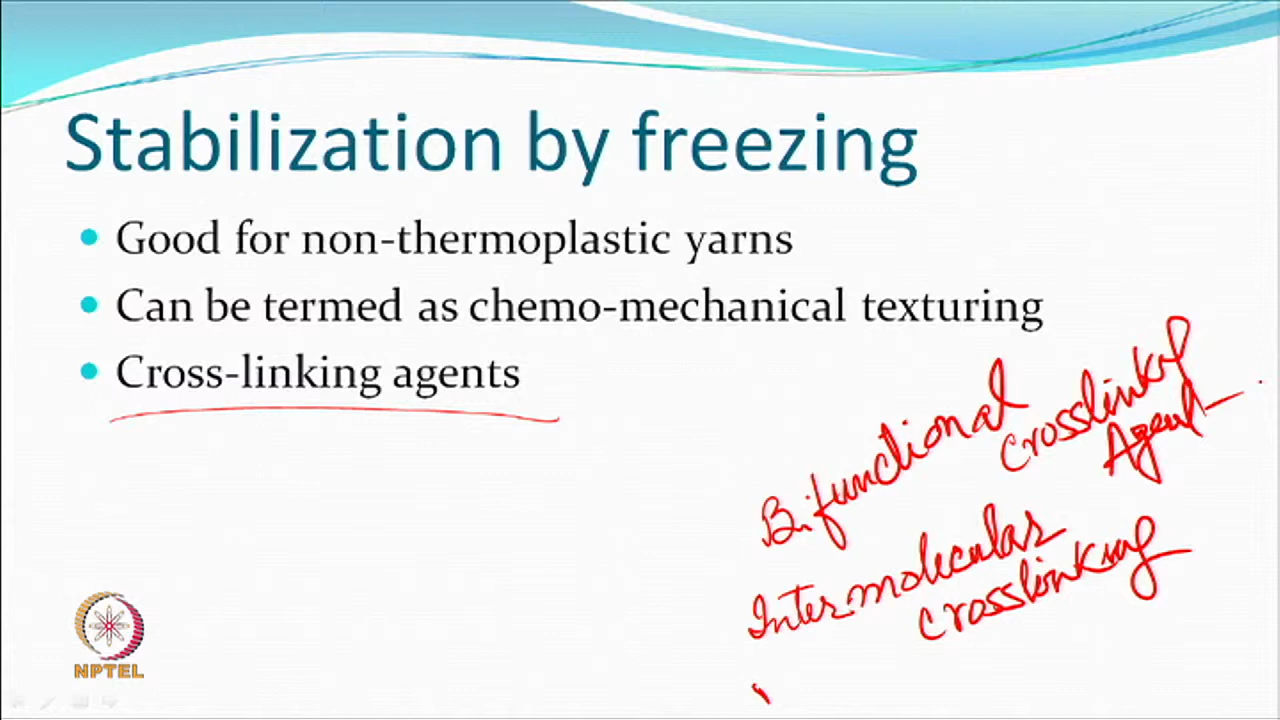 Stabilization by freezing
Good for non-thermoplastic yarns
Can be termed as chemo-mechanical texturing
Cross-linking agents
Bifunctional
Crosslinking
Agent
Intermolecular
crosslinking
NPTEL